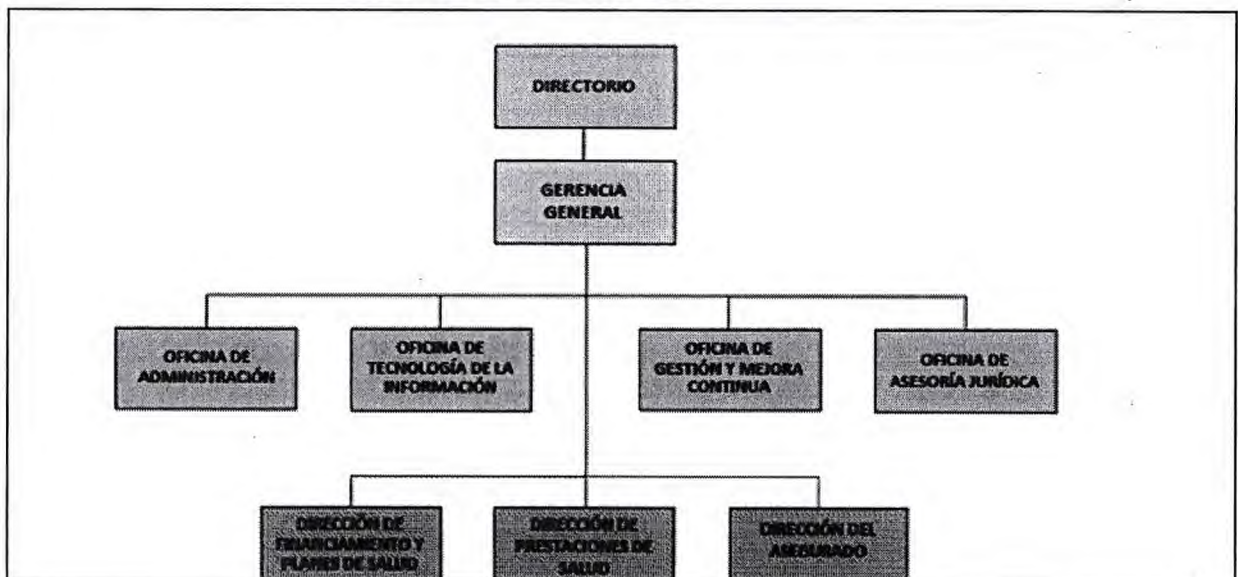 DIRECTORIO
GERENCIA
GENERAL
OFICINA DE
ADMINISTRACIÓN
OFICINA DE
TECNOLOGÍA DE LA
INFORMACIÓN
OFICINA DE
GESTIÓN Y MEJORA
CONTINUA
OFICINA DE
ASESORÍA JURÍDICA
DIRECCIÓN DE
FINANCIAMIENTO Y
PLANES DE SALUD
DIRECCIÓN DE
PRESTACIONES DE
SALUD
DIRECCIÓN DEL
ASEGURADO